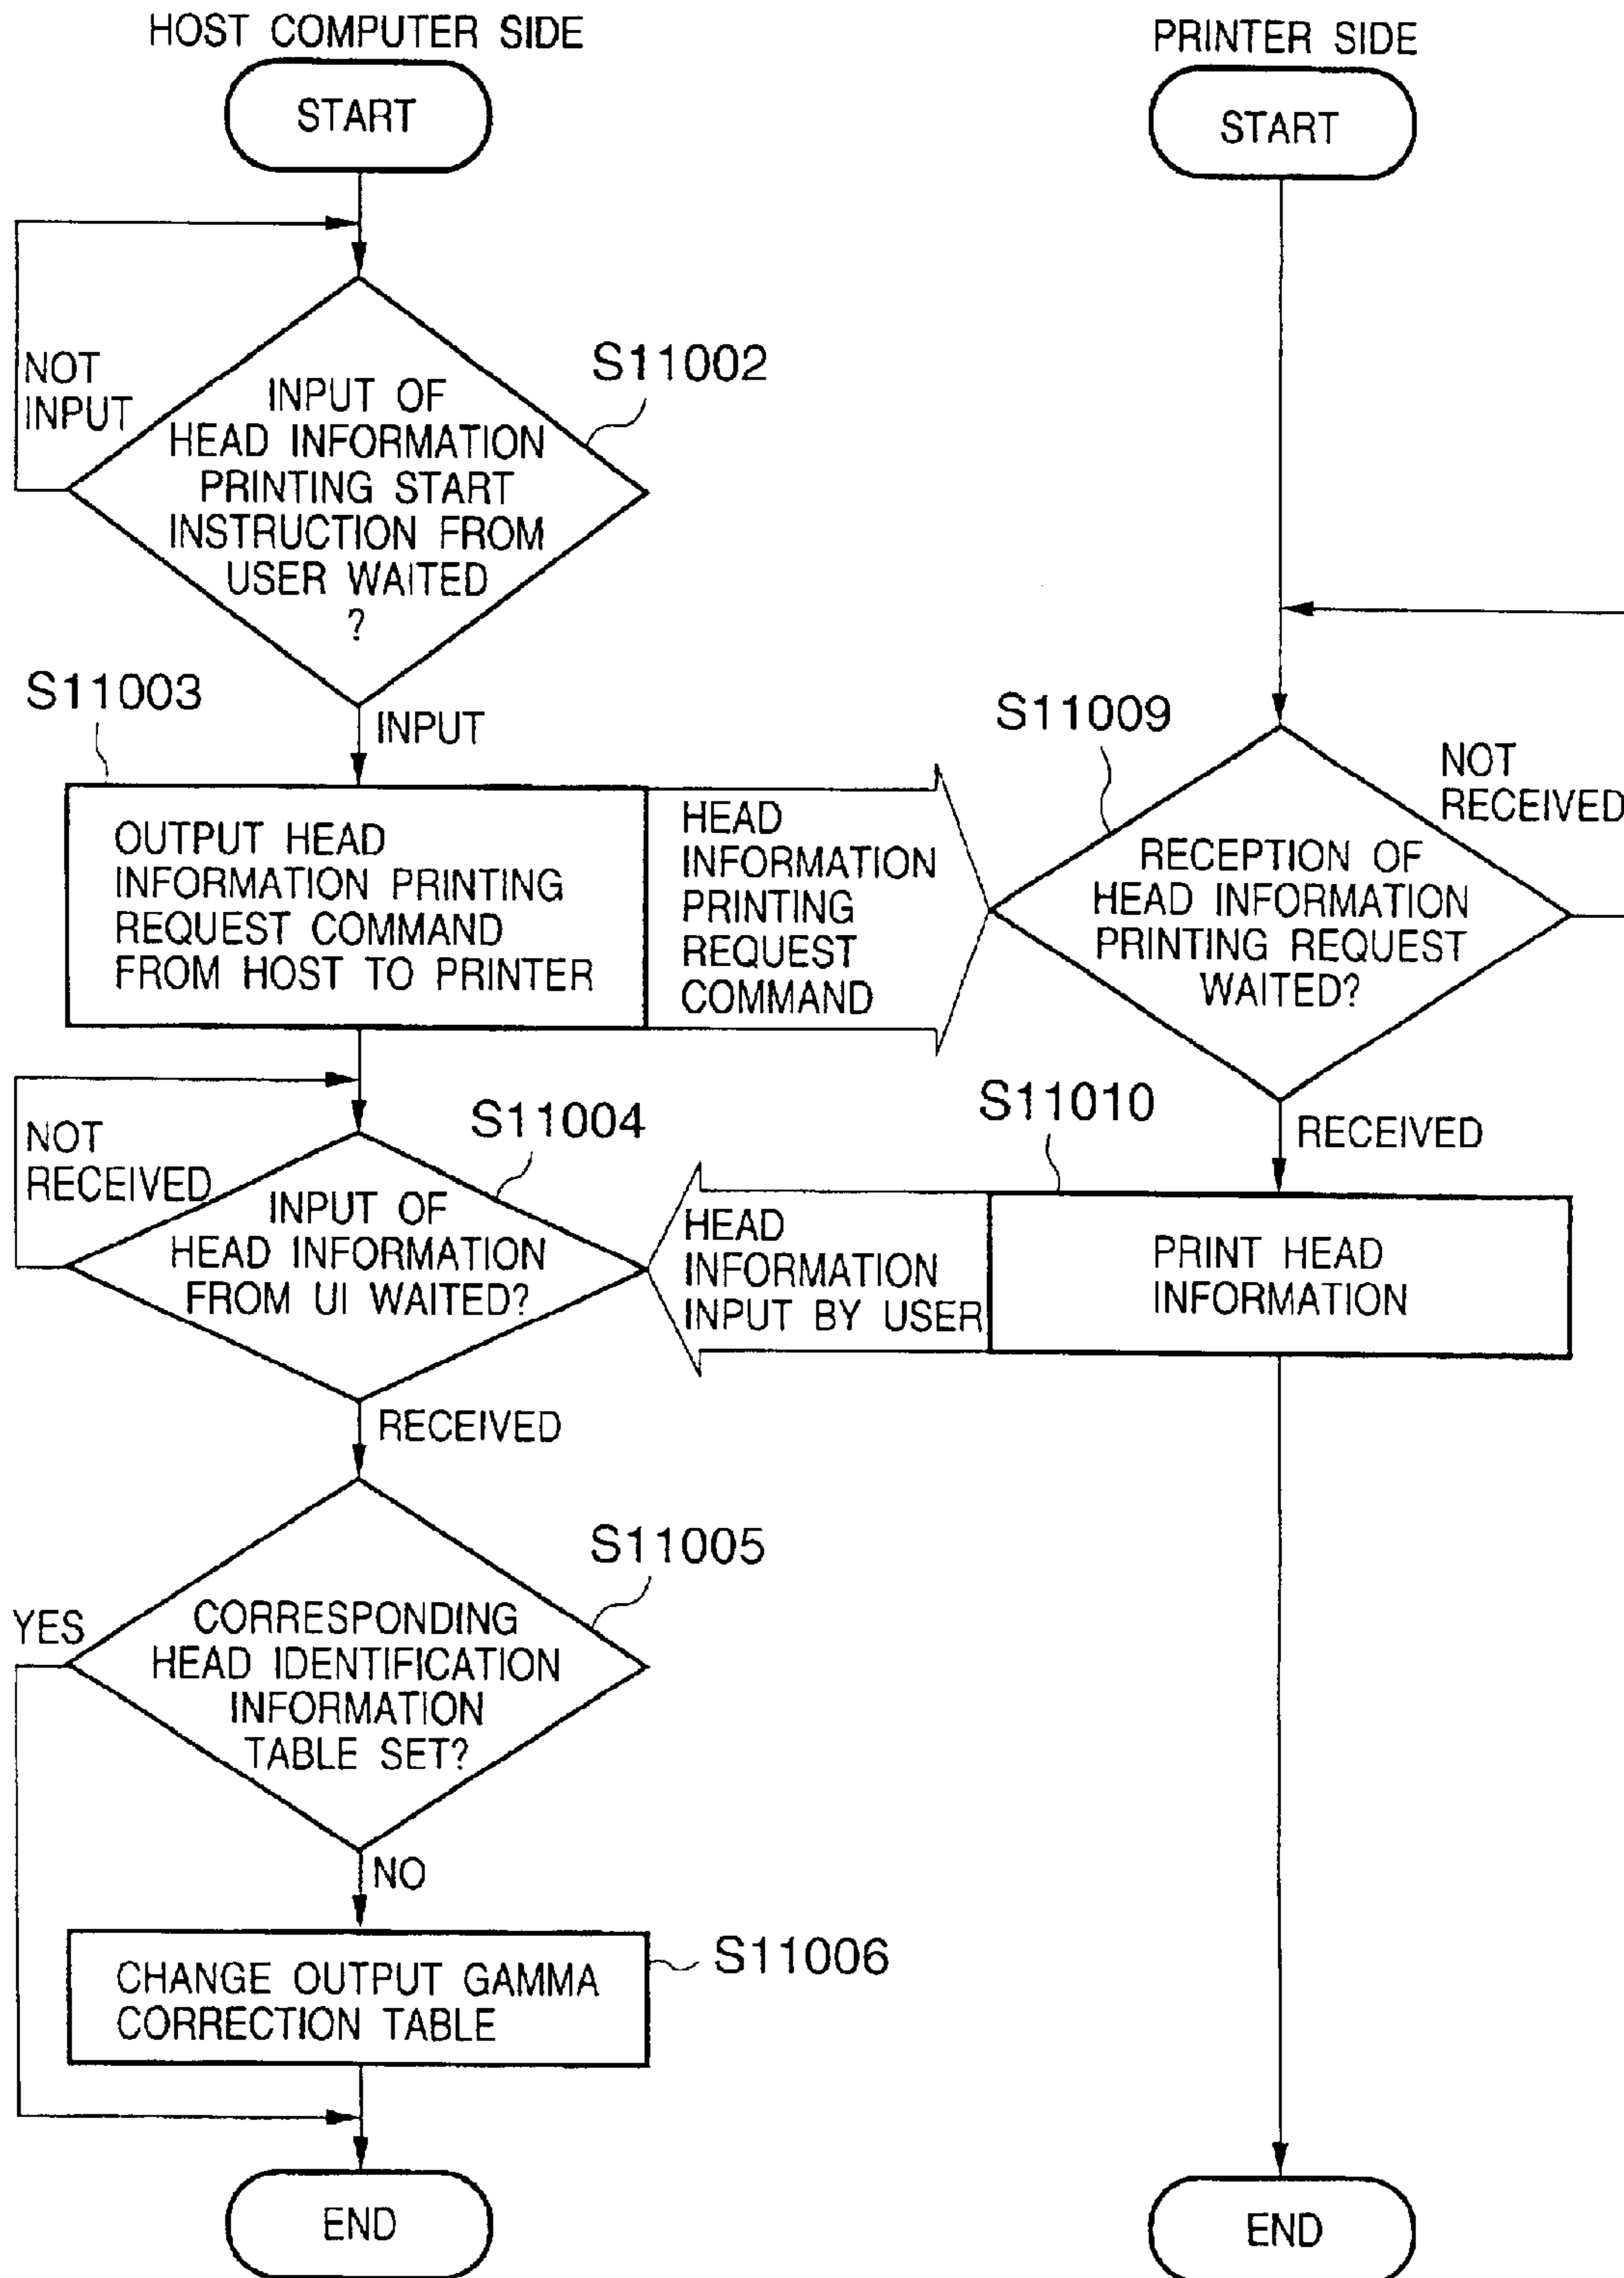 HOST COMPUTER SIDE
START
NOT
INPUT
S11002
INPUT OF
HEAD INFORMATION
PRINTING START
INSTRUCTION FROM
USER WAITED
?
INPUT
S11003
OUTPUT HEAD
INFORMATION PRINTING
REQUEST COMMAND
FROM HOST TO PRINTER
HEAD
INFORMATION
PRINTING
REQUEST
COMMAND
NOT
RECEIVED
S11004
INPUT OF
HEAD INFORMATION
FROM UI WAITED?
HEAD
INFORMATION
INPUT BY USER
RECEIVED
S11005
YES
CORRESPONDING
HEAD IDENTIFICATION
INFORMATION
TABLE SET?
NO
S11006
CHANGE OUTPUT GAMMA
CORRECTION TABLE
END
PRINTER SIDE
START
S11009
NOT
RECEIVED
RECEPTION OF
HEAD INFORMATION
PRINTING REQUEST
WAITED?
S11010
RECEIVED
PRINT HEAD
INFORMATION
END